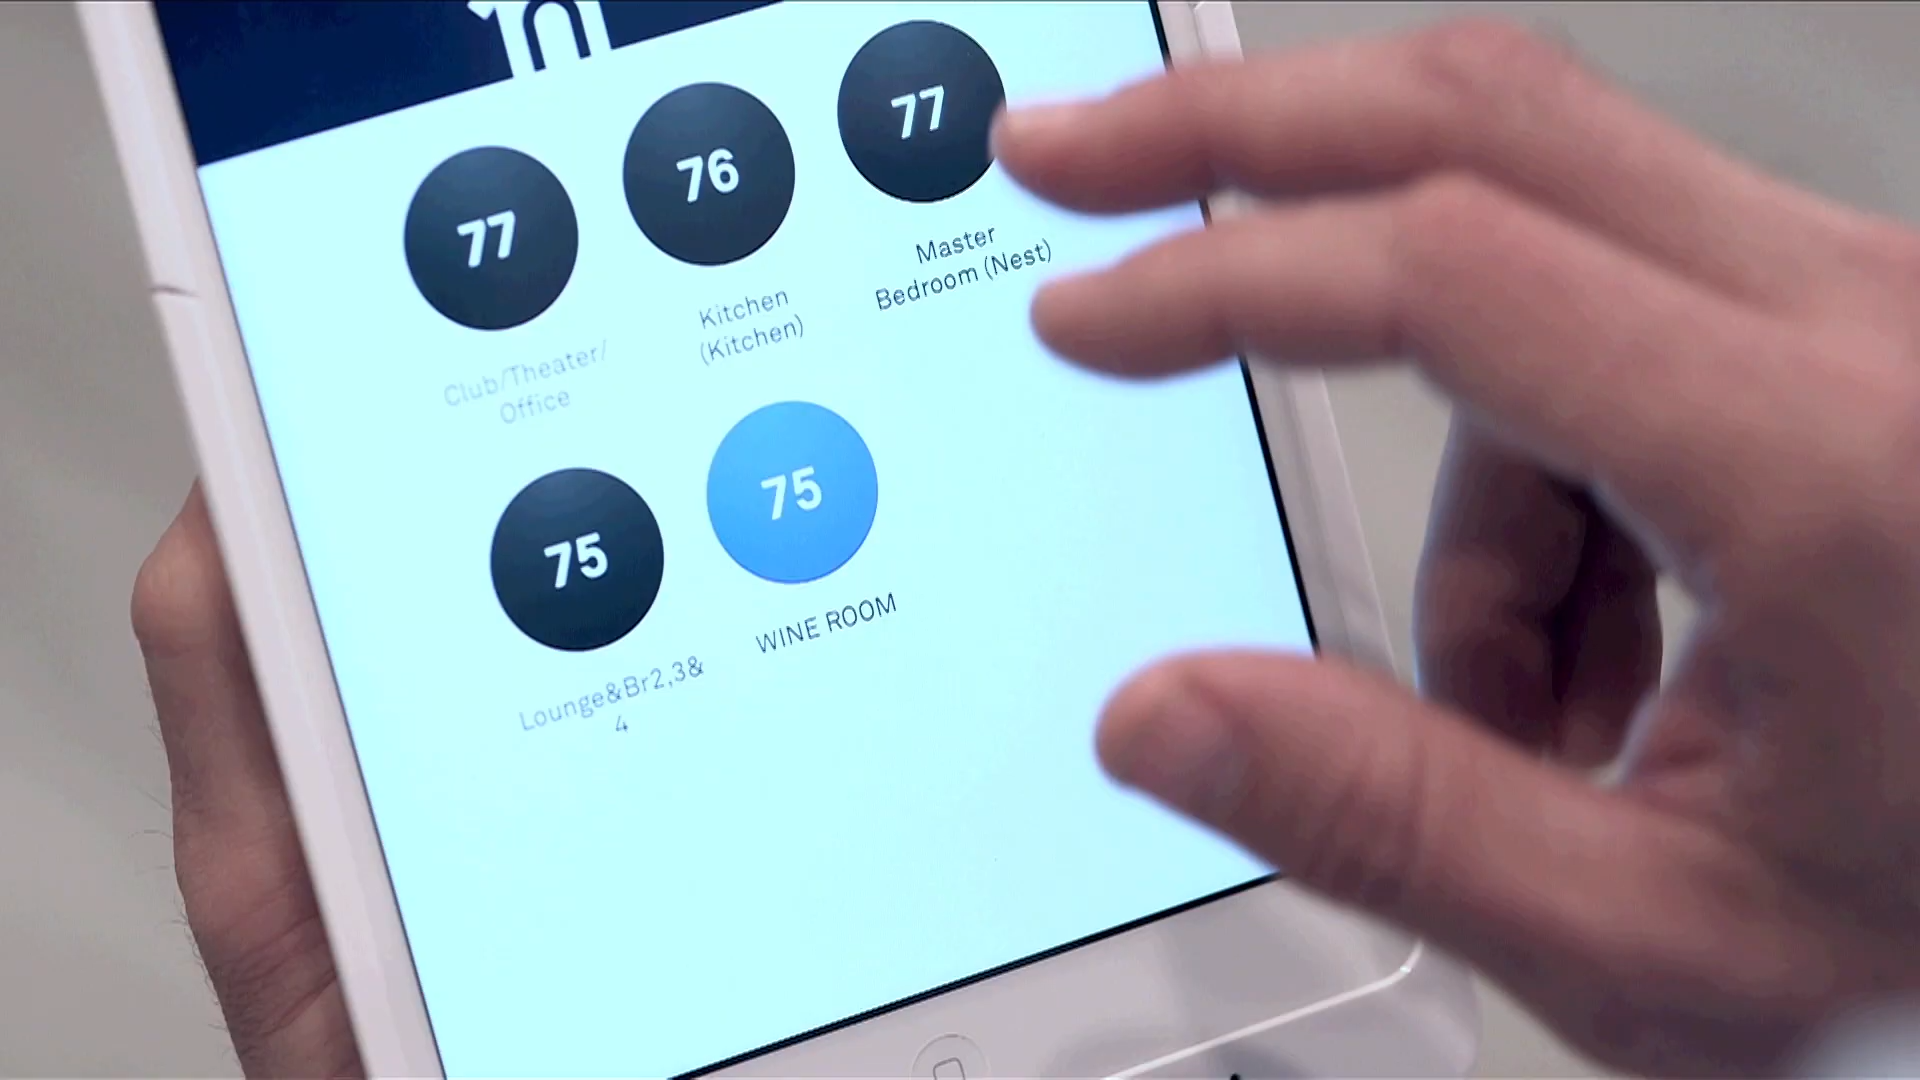 77
76
77
Club/Theater/
Office
Kitchen
(Kitchen)
Master
Bedroom (Nest)
75
75
Lounge&Br2,3&
4
WINE ROOM